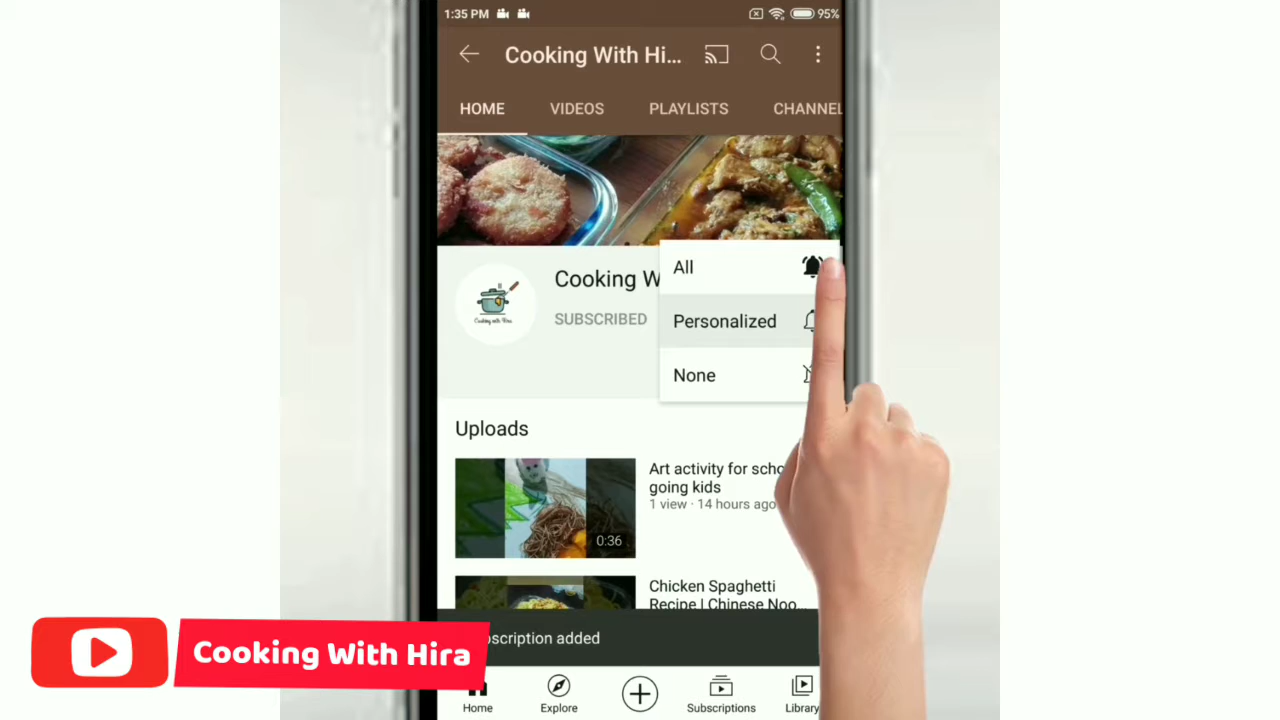 1:35 PM
95%
Cooking With Hi...
HOME VIDEOS PLAYLISTS CHANNEL
All
Cooking W
SUBSCRIBED
Personalized
None
Uploads
Art activity for scho
going kids
1 view · 14 hours ago
0:36
Chicken Spaghetti
Recipe | Chinese Noo...
bscription added
Cooking With Hira
Home Explore Subscriptions Library